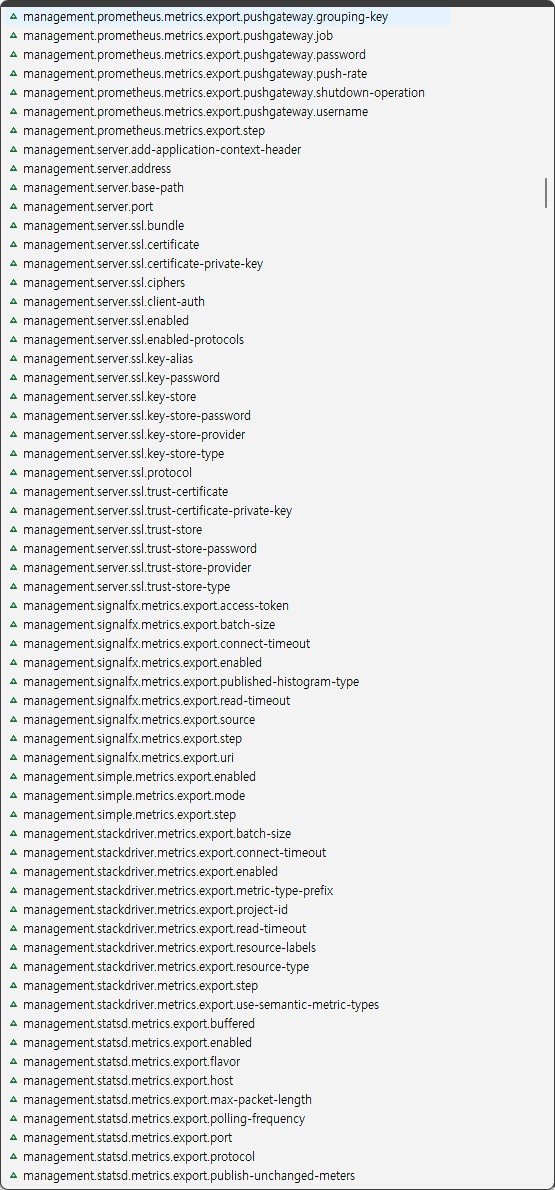 management.prometheus.metrics.export.pushgateway.grouping-key
management.prometheus.metrics.export.pushgateway.job
management.prometheus.metrics.export.pushgateway.password
management.prometheus.metrics.export.pushgateway.push-rate
management.prometheus.metrics.export.pushgateway.shutdown-operation
management.prometheus.metrics.export.pushgateway.username
management.prometheus.metrics.export.step
management.server.add-application-context-header
management.server.address
management.server.base-path
management.server.port
management.server.ssl.bundle
management.server.ssl.certificate
management.server.ssl.certificate-private-key
management.server.ssl.ciphers
management.server.ssl.client-auth
management.server.ssl.enabled
management.server.ssl.enabled-protocols
management.server.ssl.key-alias
management.server.ssl.key-password
management.server.ssl.key-store
management.server.ssl.key-store-password
management.server.ssl.key-store-provider
management.server.ssl.key-store-type
management.server.ssl.protocol
management.server.ssl.trust-certificate
management.server.ssl.trust-certificate-private-key
management.server.ssl.trust-store
management.server.ssl.trust-store-password
management.server.ssl.trust-store-provider
management.server.ssl.trust-store-type
management.signalfx.metrics.export.access-token
management.signalfx.metrics.export.batch-size
management.signalfx.metrics.export.connect-timeout
management.signalfx.metrics.export.enabled
management.signalfx.metrics.export.published-histogram-type
management.signalfx.metrics.export.read-timeout
management.signalfx.metrics.export.source
management.signalfx.metrics.export.step
management.signalfx.metrics.export.uri
management.simple.metrics.export.enabled
management.simple.metrics.export.mode
management.simple.metrics.export.step
management.stackdriver.metrics.export.batch-size
management.stackdriver.metrics.export.connect-timeout
management.stackdriver.metrics.export.enabled
management.stackdriver.metrics.export.metric-type-prefix
management.stackdriver.metrics.export.project-id
management.stackdriver.metrics.export.read-timeout
management.stackdriver.metrics.export.resource-labels
management.stackdriver.metrics.export.resource-type
management.stackdriver.metrics.export.step
management.stackdriver.metrics.export.use-semantic-metric-types
management.statsd.metrics.export.buffered
management.statsd.metrics.export.enabled
management.statsd.metrics.export.flavor
management.statsd.metrics.export.host
management.statsd.metrics.export.max-packet-length
management.statsd.metrics.export.polling-frequency
management.statsd.metrics.export.port
management.statsd.metrics.export.protocol
management.statsd.metrics.export.publish-unchanged-meters